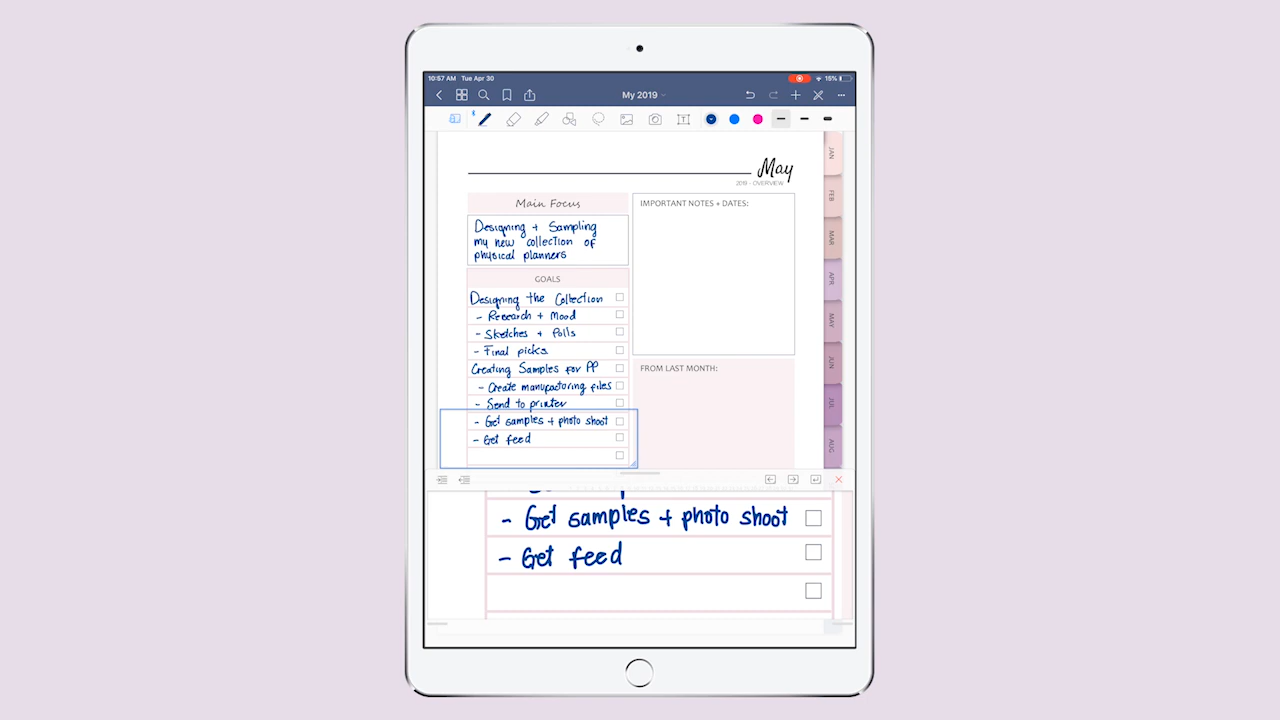 10:57 AM Tue Apr 30
15%
My 2019
May
2019 - OVERVIEW
Main Focus
Designing + Sampling
my new collection of
physical planners
GOALS
Designing the Collection
- Research + Mood
- Sketches + Polls
- Final picks
Creating Samples for PP
- Create manufactoring files
- Send to printer
- Get samples + photo shoot
- Get feed
IMPORTANT NOTES + DATES:
FROM LAST MONTH:
JAN
FEB
MAR
APR
MAY
JUN
JUL
AUG
- Get samples + photo shoot
- Get feed